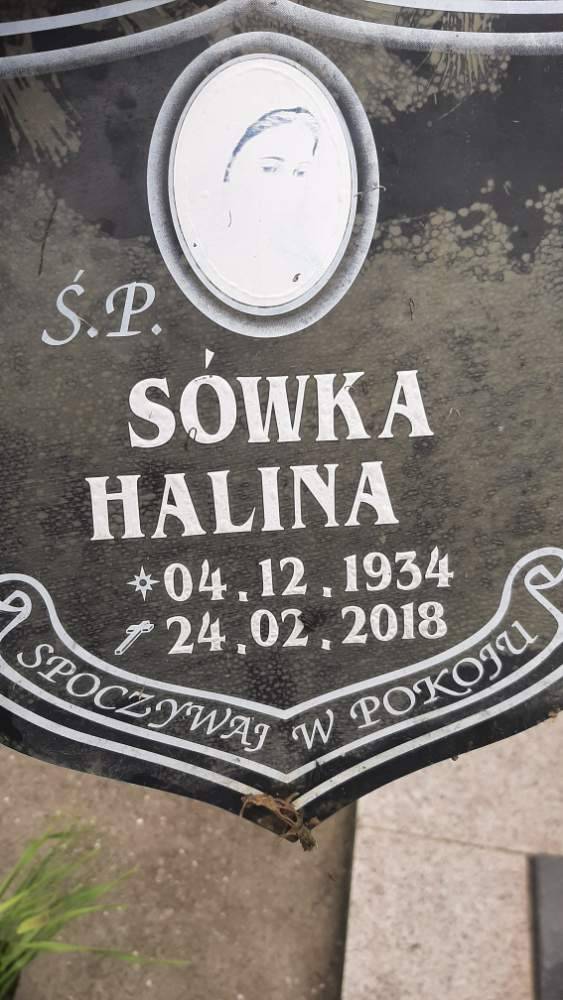 Ś.P.
SÓWKA
HALINA
04.12.1934
24.02.2018
SPOCZYWAJ W POKOJU